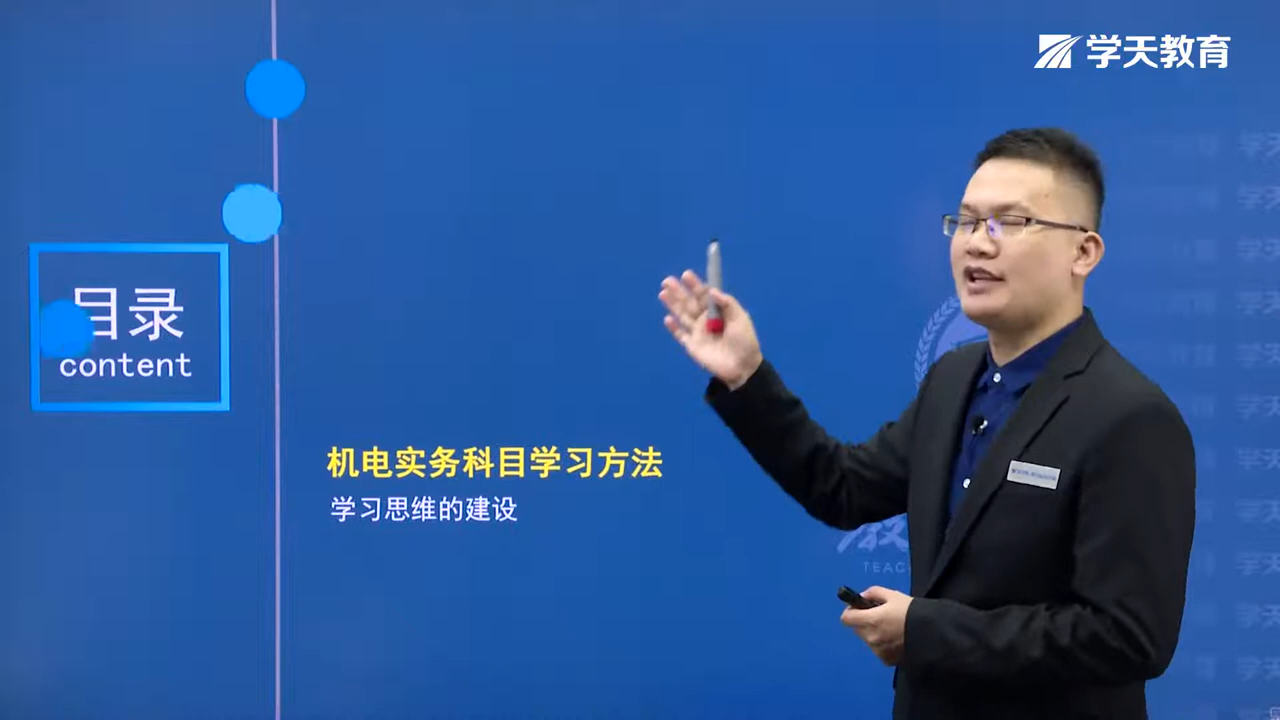 学天教育
目录
content
机电实务科目学习方法
学习思维的建设
TEAC